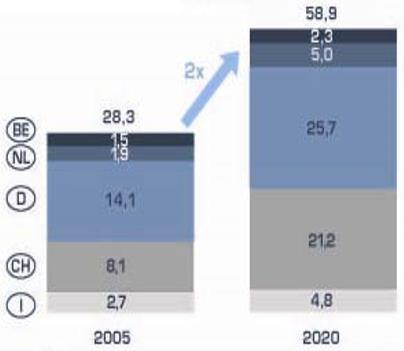 58,9
2,3
5,0
2x
28,3
BE
1,5
NL
1,9
25,7
D
14,1
21,2
CH
8,1
I
2,7
4,8
2005
2020